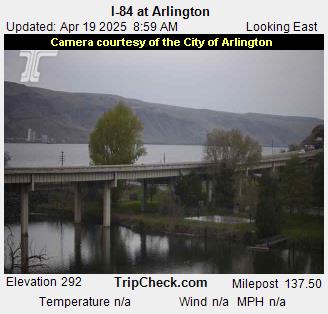 I-84 at Arlington
Updated: Apr 19 2025 8:59 AM Looking East
Camera courtesy of the City of Arlington
Elevation 292 TripCheck.com Milepost 137.50
Temperature n/a Wind n/a MPH n/a